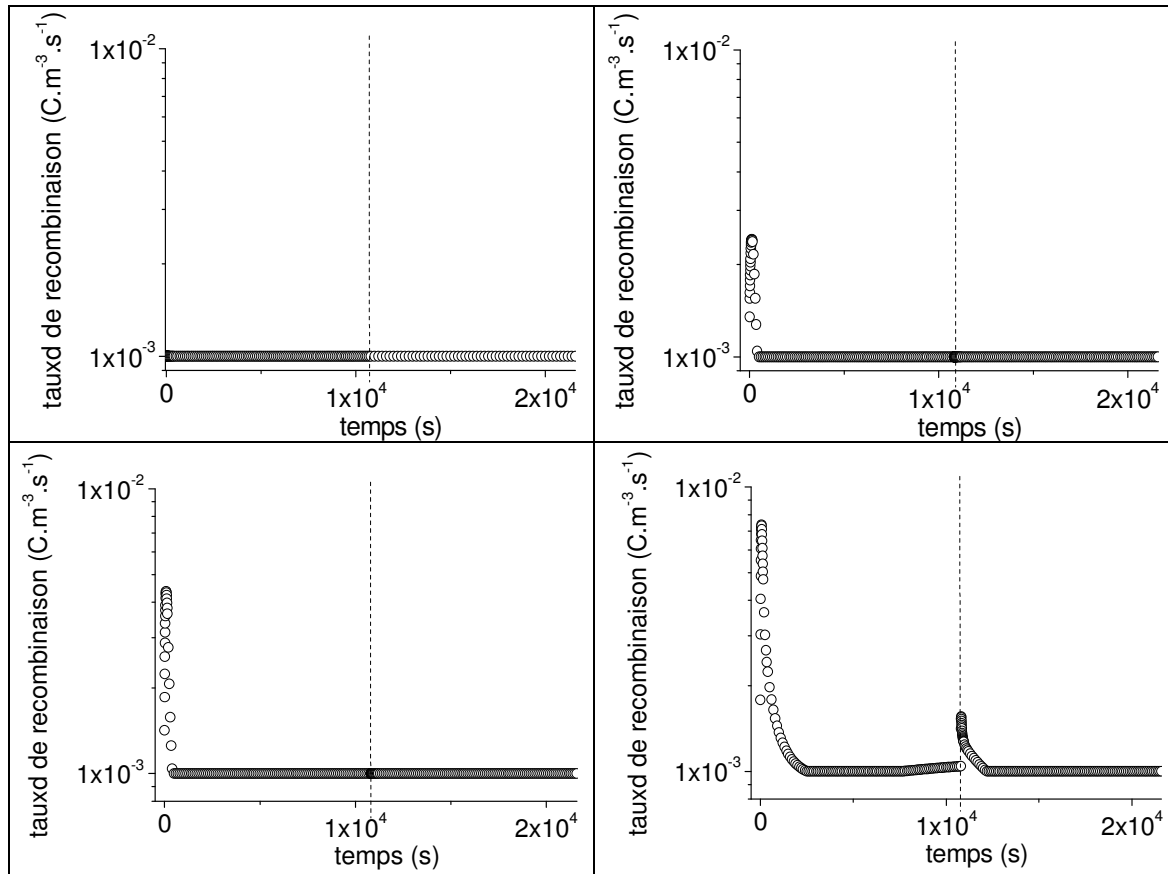 tauxd de recombinaison (C.m-3.s-1)
1x10-2
1x10-3
0
1x104
2x104
temps (s)
tauxd de recombinaison (C.m-3.s-1)
1x10-2
1x10-3
0
1x104
2x104
temps (s)
tauxd de recombinaison (C.m-3.s-1)
1x10-2
1x10-3
0
1x104
2x104
temps (s)
tauxd de recombinaison (C.m-3.s-1)
1x10-2
1x10-3
0
1x104
2x104
temps (s)